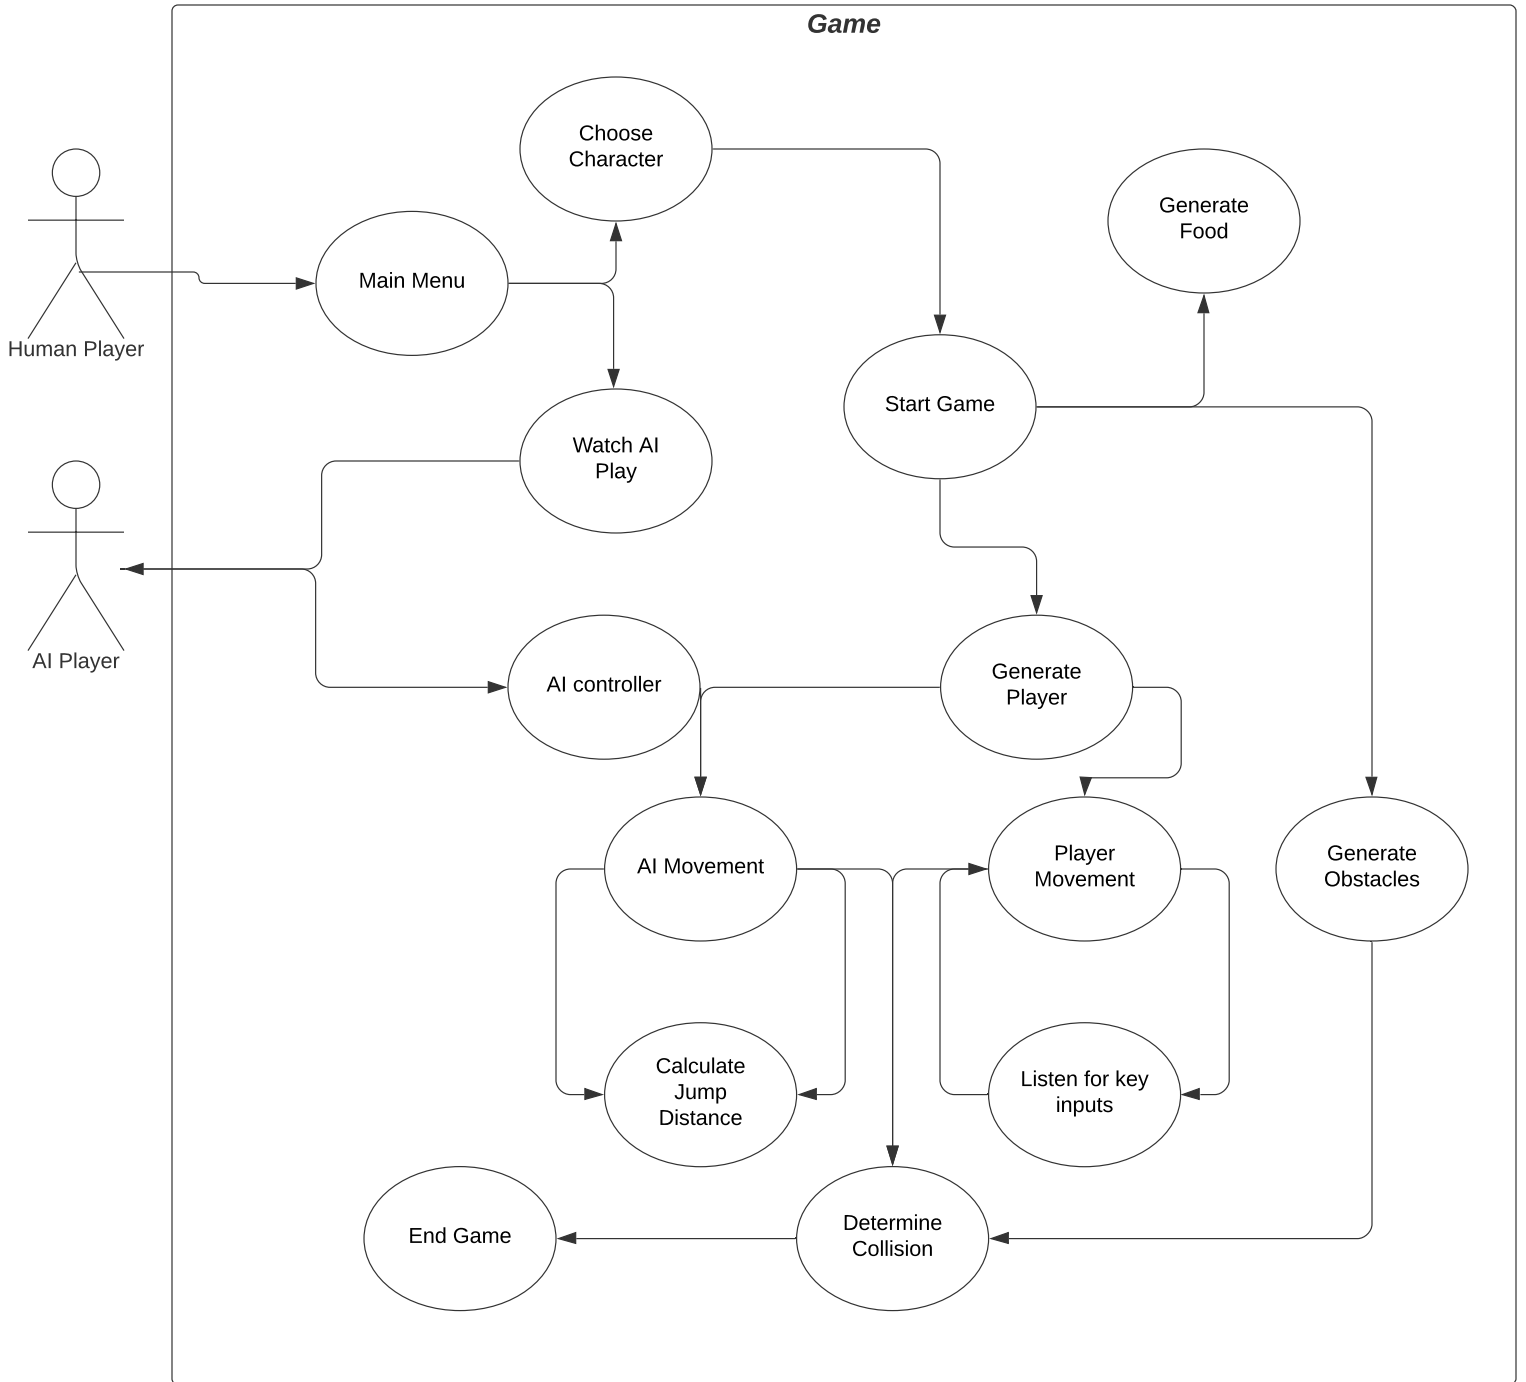 Game
Choose
Character
Generate
Food
Main Menu
Human Player
Start Game
Watch AI
Play
AI Player
AI controller
Generate
Player
AI Movement
Player
Movement
Generate
Obstacles
Calculate
Jump
Distance
Listen for key
inputs
End Game
Determine
Collision